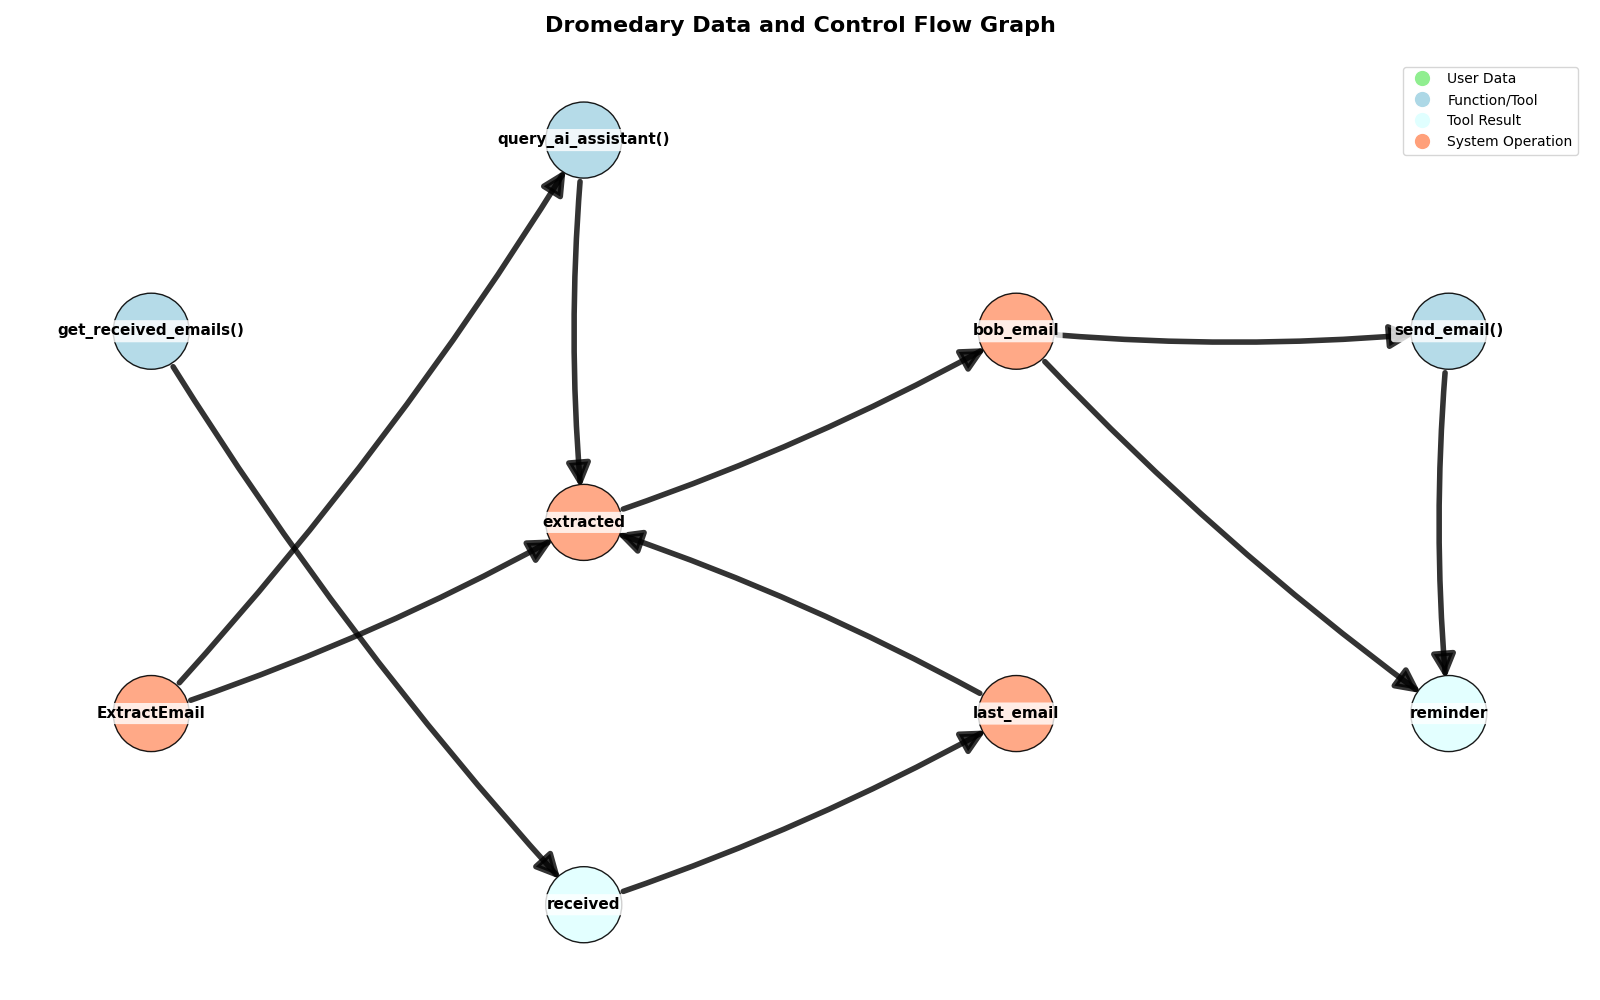 Dromedary Data and Control Flow Graph
User Data
Function/Tool
Tool Result
System Operation
query_ai_assistant()
get_received_emails()
bob_email
send_email()
extracted
ExtractEmail
last_email
reminder
received